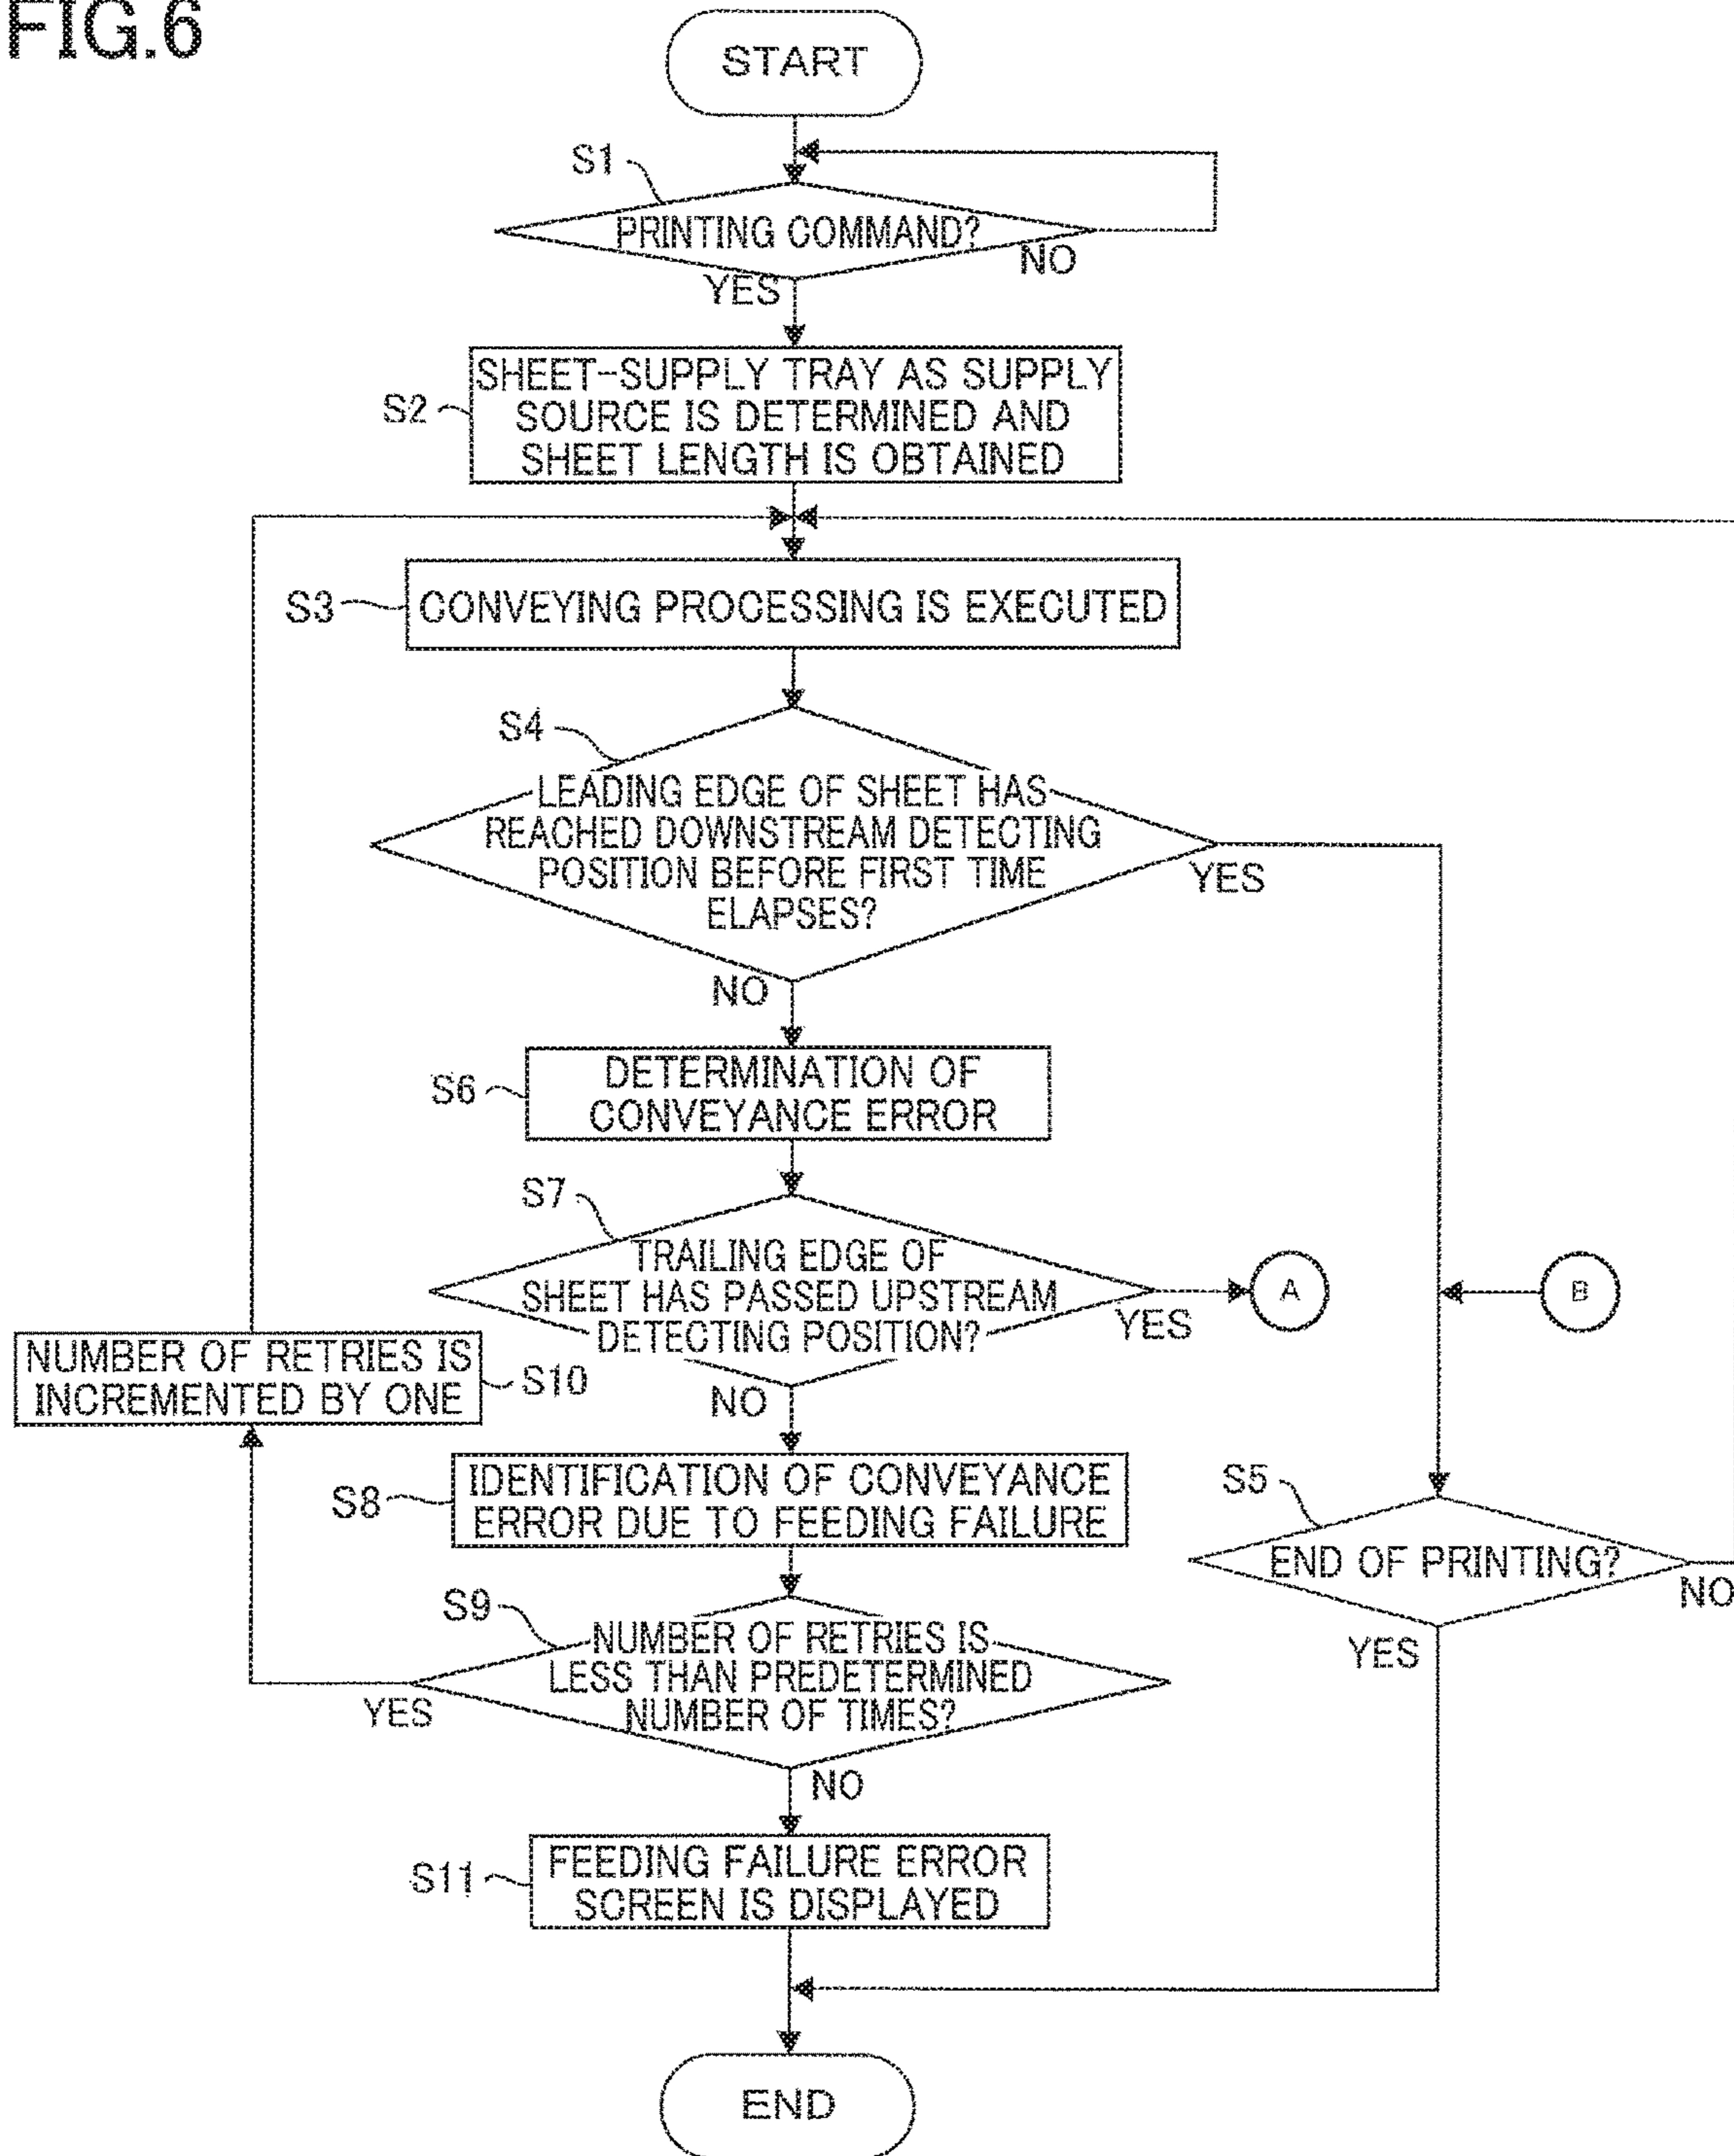 FIG.6
START
S1
PRINTING COMMAND?
NO
YES
S2
SHEET-SUPPLY TRAY AS SUPPLY
SOURCE IS DETERMINED AND
SHEET LENGTH IS OBTAINED
S3
CONVEYING PROCESSING IS EXECUTED
S4
LEADING EDGE OF SHEET HAS
REACHED DOWNSTREAM DETECTING
POSITION BEFORE FIRST TIME
ELAPSES?
YES
NO
S6
DETERMINATION OF
CONVEYANCE ERROR
S7
TRAILING EDGE OF
SHEET HAS PASSED UPSTREAM
DETECTING POSITION?
YES
A
B
NO
NUMBER OF RETRIES IS
INCREMENTED BY ONE
S10
S8
IDENTIFICATION OF CONVEYANCE
ERROR DUE TO FEEDING FAILURE
S5
END OF PRINTING?
NO
YES
S9
NUMBER OF RETRIES IS
LESS THAN PREDETERMINED
NUMBER OF TIMES?
YES
NO
S11
FEEDING FAILURE ERROR
SCREEN IS DISPLAYED
END